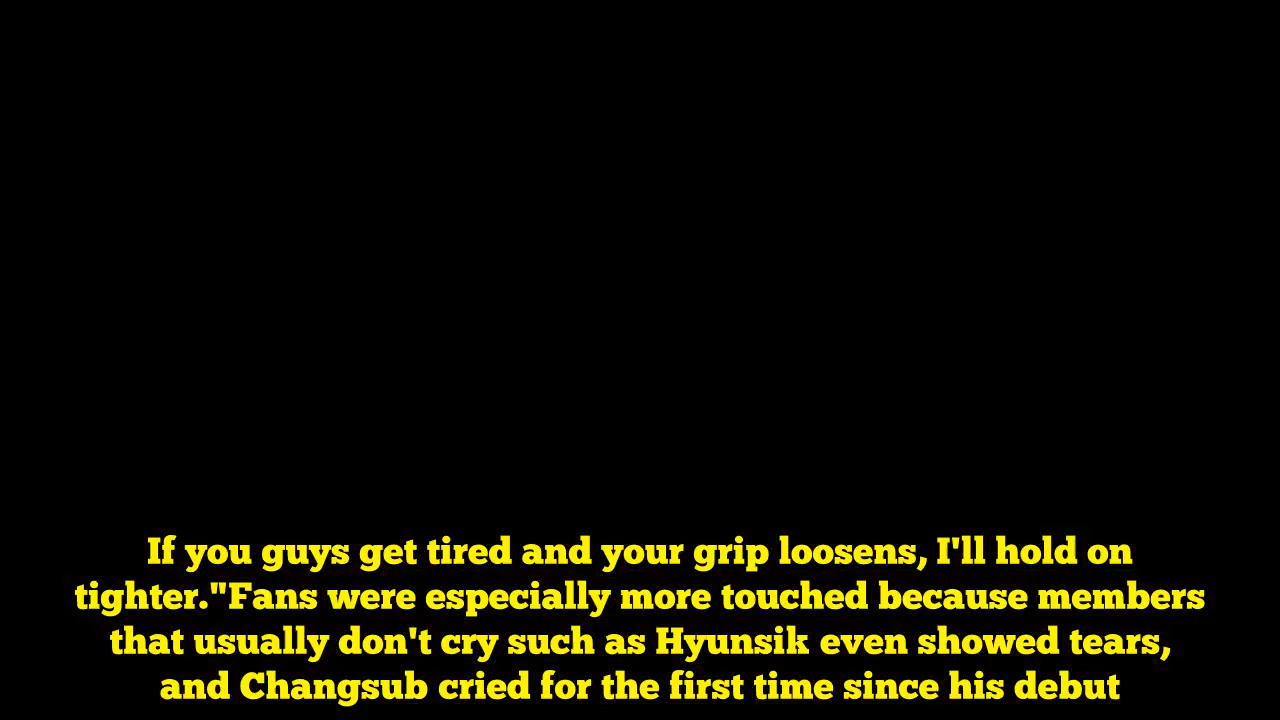 If you guys get tired and your grip loosens, I'll hold on
tighter."Fans were especially more touched because members
that usually don't cry such as Hyunsik even showed tears,
and Changsub cried for the first time since his debut